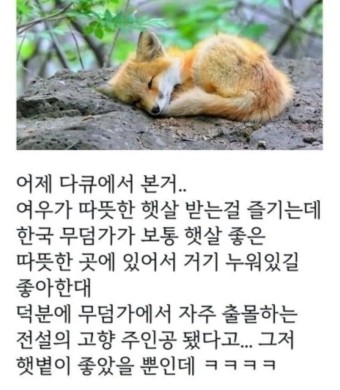 어제 다큐에서 본거..
여우가 따뜻한 햇살 받는걸 즐기는데
한국 무덤가가 보통 햇살 좋은
따뜻한 곳에 있어서 거기 누워있길
좋아한대
덕분에 무덤가에서 자주 출몰하는
전설의 고향 주인공 됐다고... 그저
햇볕이 좋았을 뿐인데 ㅋㅋㅋㅋ